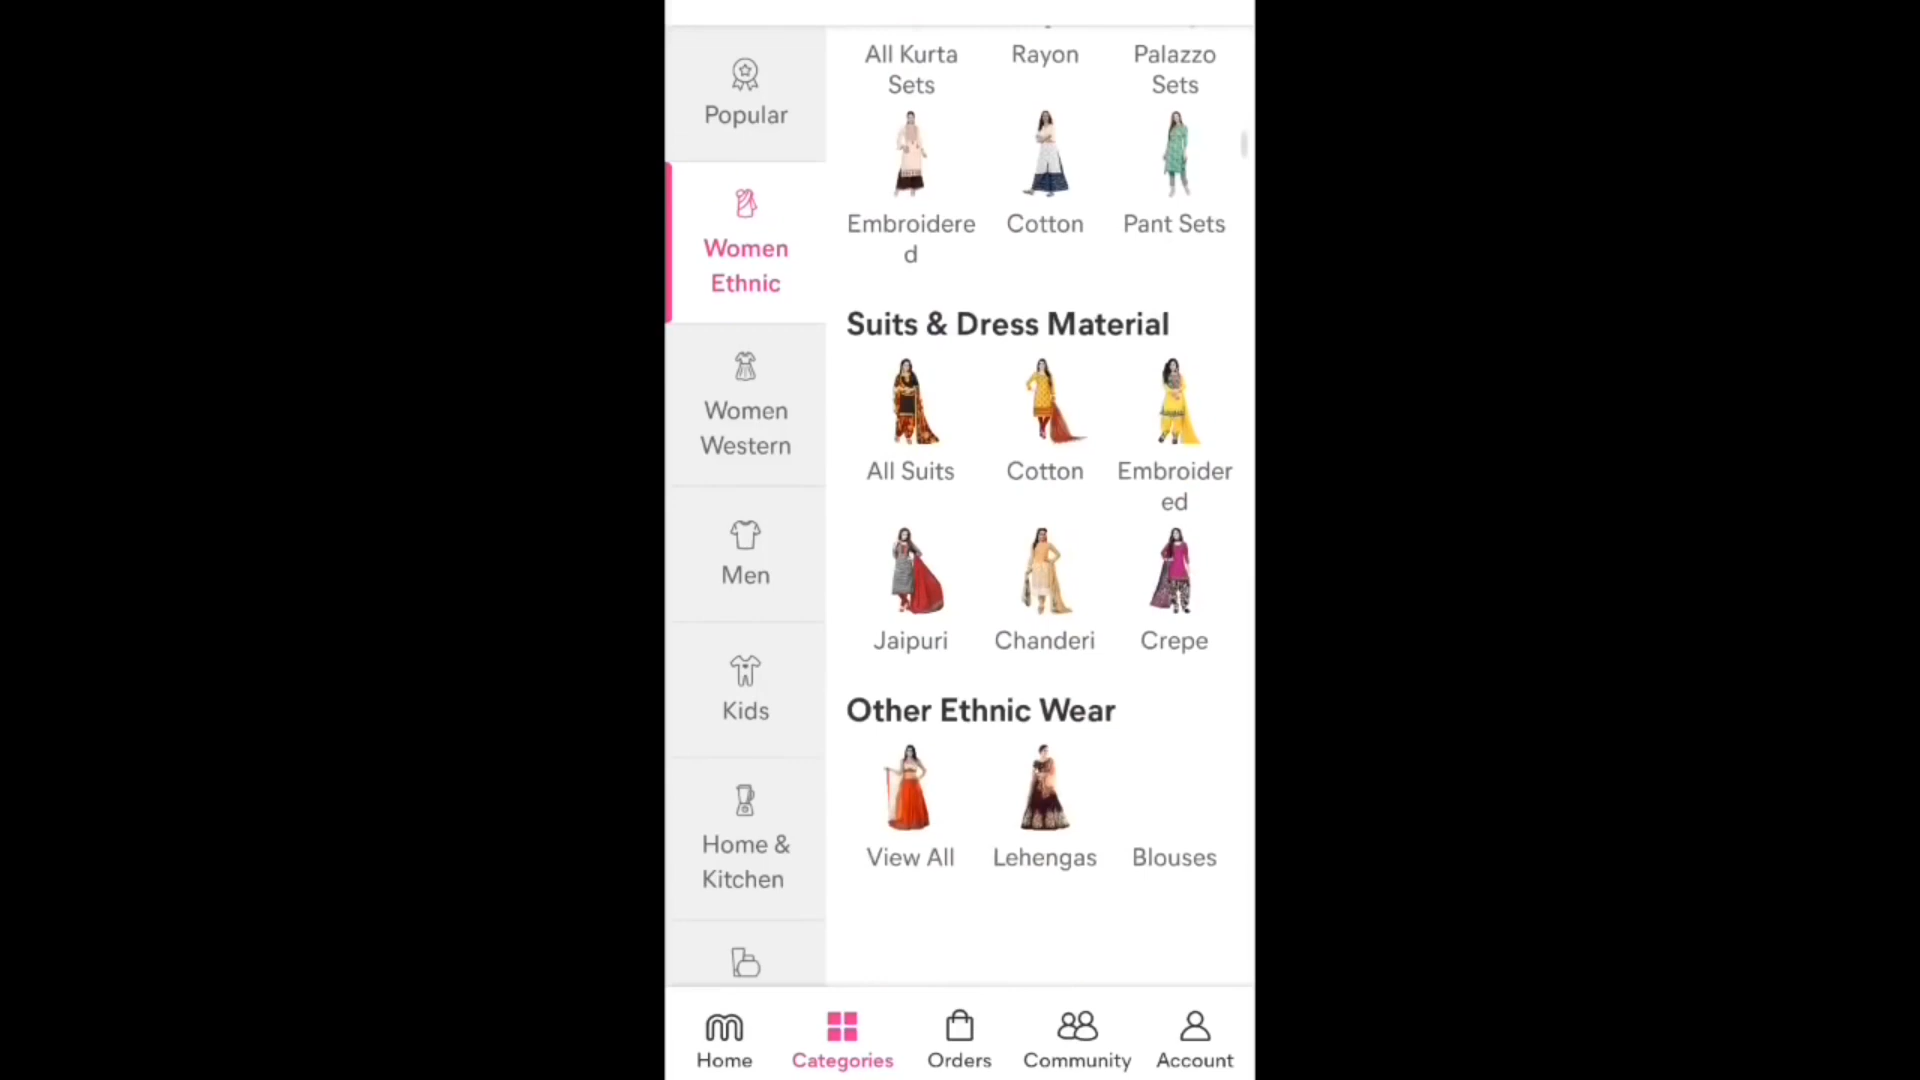 Popular
Women
Ethnic
Women
Western
Men
Kids
Home &
Kitchen
All Kurta
Sets
Rayon
Palazzo
Sets
Embroidere
d
Cotton
Pant Sets
Suits & Dress Material
All Suits
Cotton
Embroider
ed
Jaipuri
Chanderi
Crepe
Other Ethnic Wear
View All
Lehengas
Blouses
Home
Categories
Orders
Community
Account